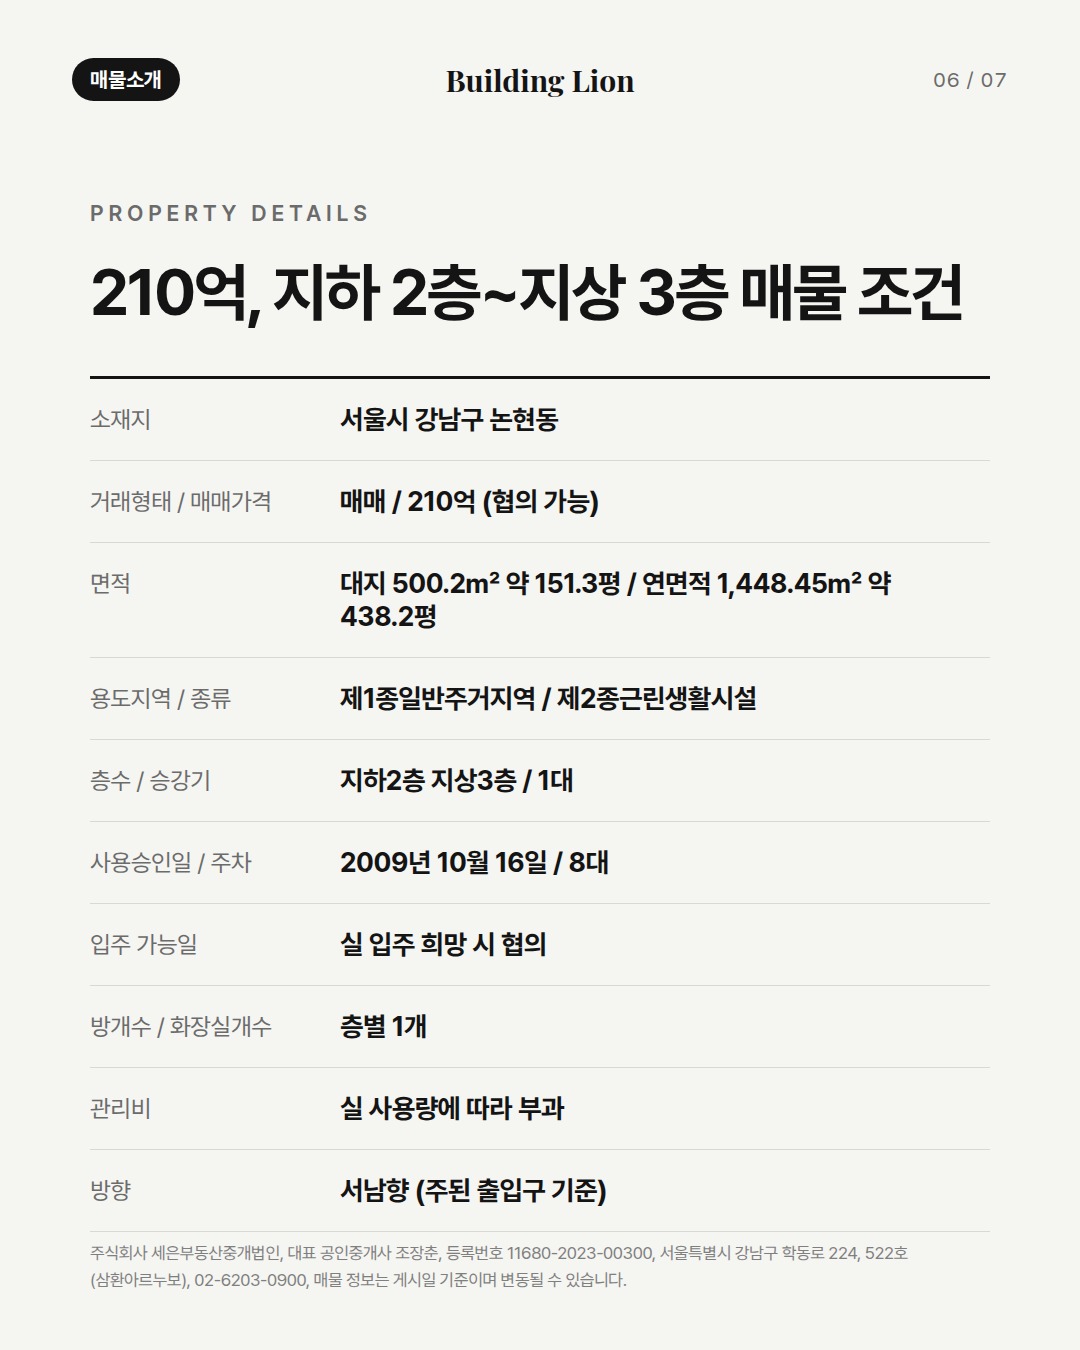 매물소개
Building Lion
06 / 07
PROPERTY DETAILS
210억, 지하 2층~지상 3층 매물 조건
소재지
서울시 강남구 논현동
거래형태 / 매매가격
매매 / 210억 (협의 가능)
면적
대지 500.2m² 약 151.3평 / 연면적 1,448.45m² 약
438.2평
용도지역 / 종류
제1종일반주거지역 / 제2종근린생활시설
층수 / 승강기
지하2층 지상3층 / 1대
사용승인일 / 주차
2009년 10월 16일 / 8대
입주 가능일
실 입주 희망 시 협의
방개수 / 화장실개수
층별 1개
관리비
실 사용량에 따라 부과
방향
서남향 (주된 출입구 기준)
주식회사 세은부동산중개법인, 대표 공인중개사 조장춘, 등록번호 11680-2023-00300, 서울특별시 강남구 학동로 224, 522호
(삼환아르누보), 02-6203-0900, 매물 정보는 게시일 기준이며 변동될 수 있습니다.